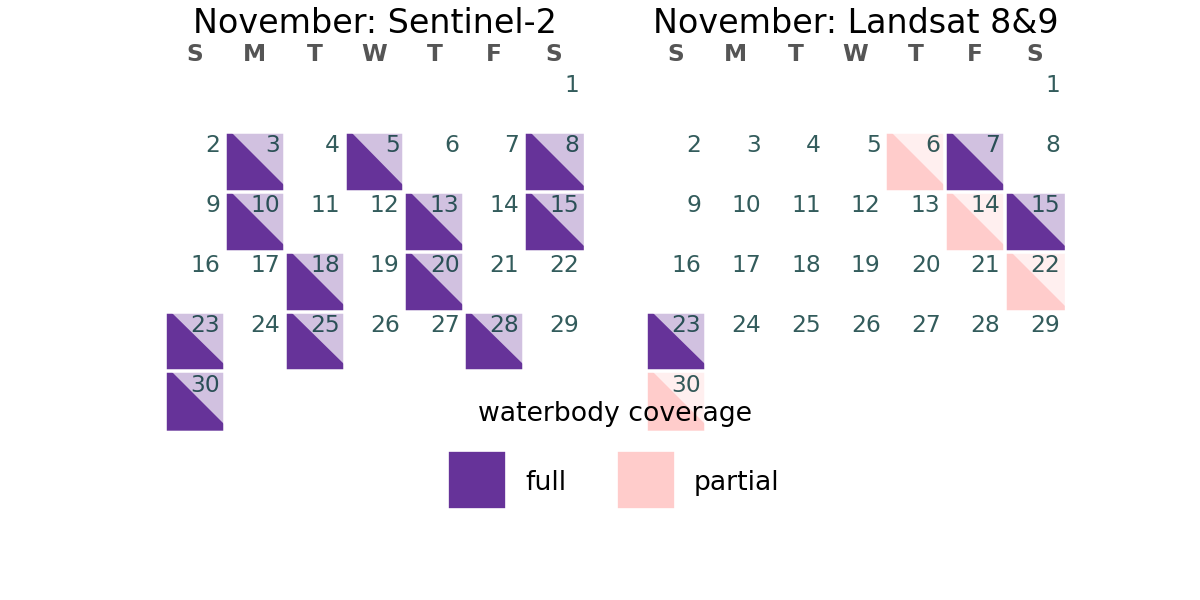 November: Sentinel-2
S M T W T F S
1
2 3 4 5 6 7 8
9 10 11 12 13 14 15
16 17 18 19 20 21 22
23 24 25 26 27 28 29
30
November: Landsat 8&9
S M T W T F S
1
2 3 4 5 6 7 8
9 10 11 12 13 14 15
16 17 18 19 20 21 22
23 24 25 26 27 28 29
30
waterbody coverage
full partial